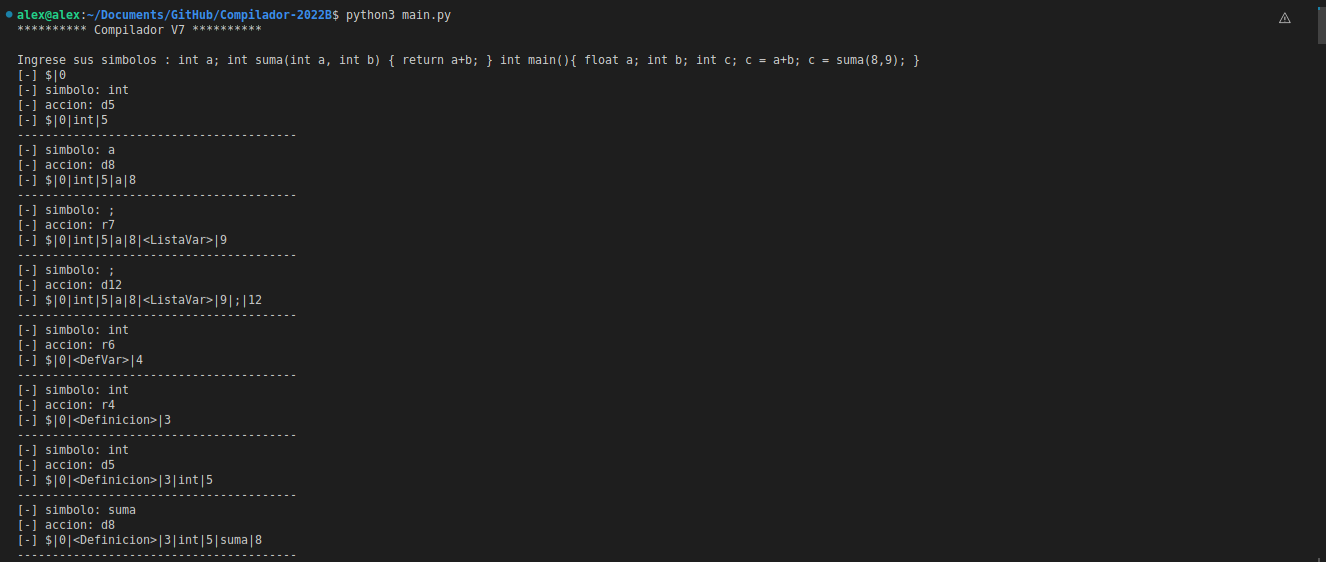 alex@alex:~/Documents/GitHub/Compilador-2022B$ python3 main.py
********** Compilador V7 **********
Ingrese sus simbolos : int a; int suma(int a, int b) { return a+b; } int main(){ float a; int b; int c; c = a+b; c = suma(8,9); }
[-] $|0
[-] simbolo: int
[-] accion: d5
[-] $|0|int|5
----------------------------------------
[-] simbolo: a
[-] accion: d8
[-] $|0|int|5|a|8
----------------------------------------
[-] simbolo: ;
[-] accion: r7
[-] $|0|int|5|a|8|<ListaVar>|9
----------------------------------------
[-] simbolo: ;
[-] accion: d12
[-] $|0|int|5|a|8|<ListaVar>|9|;|12
----------------------------------------
[-] simbolo: int
[-] accion: r6
[-] $|0|<DefVar>|4
----------------------------------------
[-] simbolo: int
[-] accion: r4
[-] $|0|<Definicion>|3
----------------------------------------
[-] simbolo: int
[-] accion: d5
[-] $|0|<Definicion>|3|int|5
----------------------------------------
[-] simbolo: suma
[-] accion: d8
[-] $|0|<Definicion>|3|int|5|suma|8
----------------------------------------